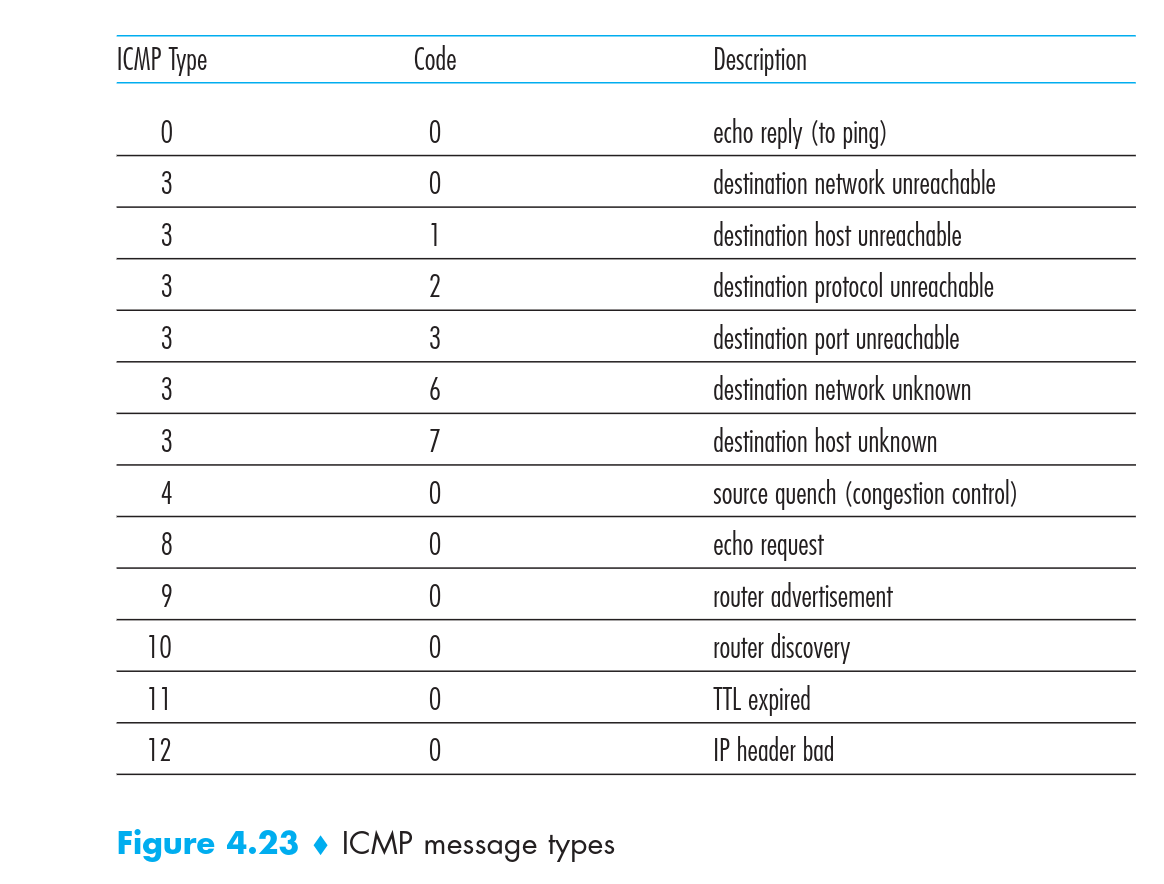 ICMP Type Code Description
0 0 echo reply (to ping)
3 0 destination network unreachable
3 1 destination host unreachable
3 2 destination protocol unreachable
3 3 destination port unreachable
3 6 destination network unknown
3 7 destination host unknown
4 0 source quench (congestion control)
8 0 echo request
9 0 router advertisement
10 0 router discovery
11 0 TTL expired
12 0 IP header bad
Figure 4.23 ♦ ICMP message types